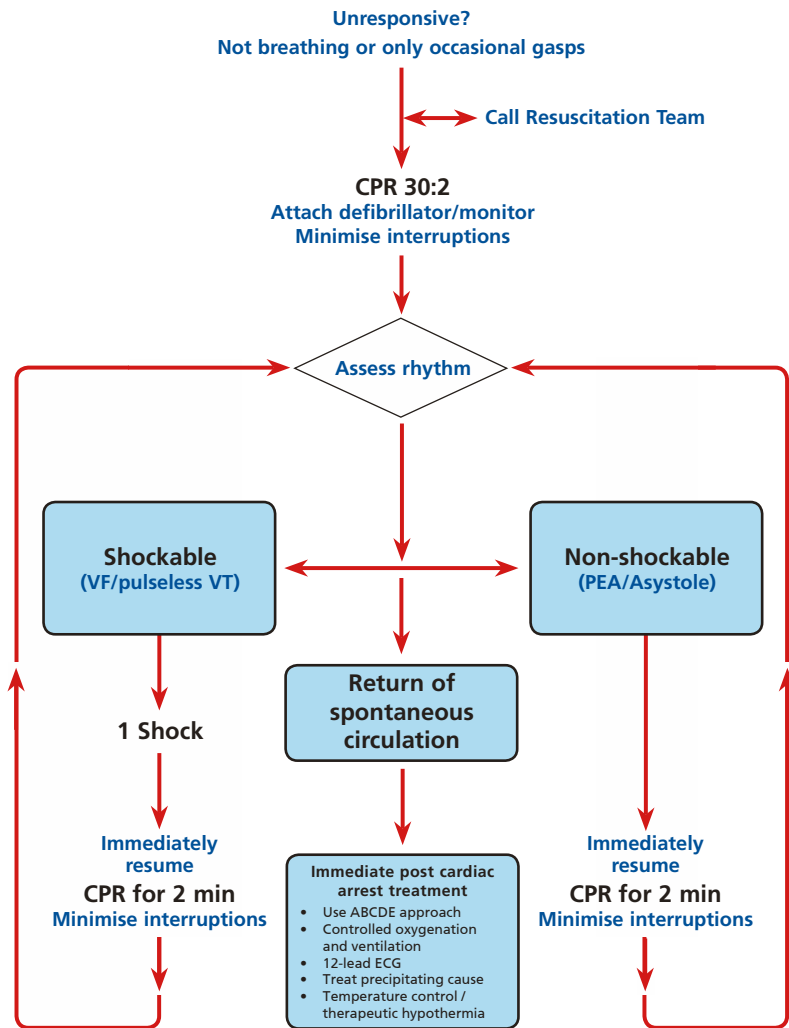 Unresponsive?
Not breathing or only occasional gasps
Call Resuscitation Team
CPR 30:2
Attach defibrillator/monitor
Minimise interruptions
Assess rhythm
Shockable
(VF/pulseless VT)
Non-shockable
(PEA/Asystole)
1 Shock
Return of
spontaneous
circulation
Immediately
resume
CPR for 2 min
Minimise interruptions
Immediate post cardiac
arrest treatment
• Use ABCDE approach
• Controlled oxygenation
and ventilation
• 12-lead ECG
• Treat precipitating cause
• Temperature control /
therapeutic hypothermia
Immediately
resume
CPR for 2 min
Minimise interruptions